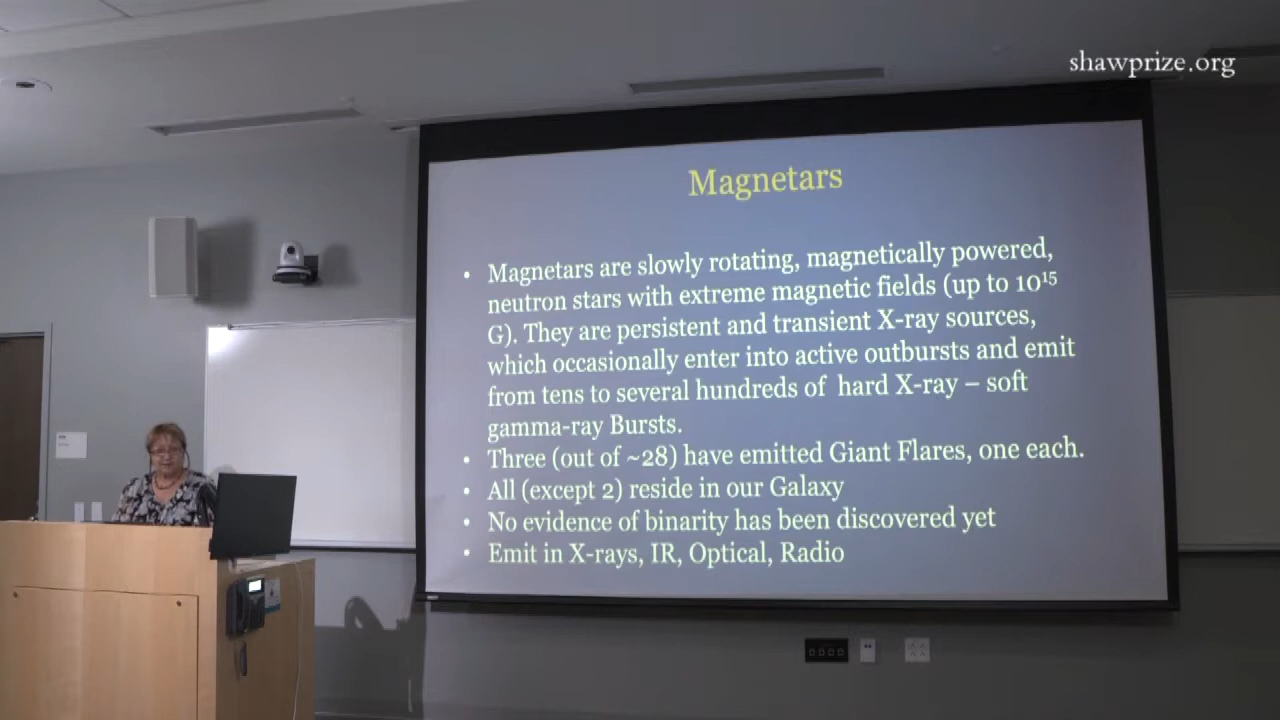 shawprize.org
Magnetars
• Magnetars are slowly rotating, magnetically powered,
neutron stars with extreme magnetic fields (up to 10¹⁵
G). They are persistent and transient X-ray sources,
which occasionally enter into active outbursts and emit
from tens to several hundreds of hard X-ray – soft
gamma-ray Bursts.
• Three (out of ~28) have emitted Giant Flares, one each.
• All (except 2) reside in our Galaxy
• No evidence of binarity has been discovered yet
• Emit in X-rays, IR, Optical, Radio